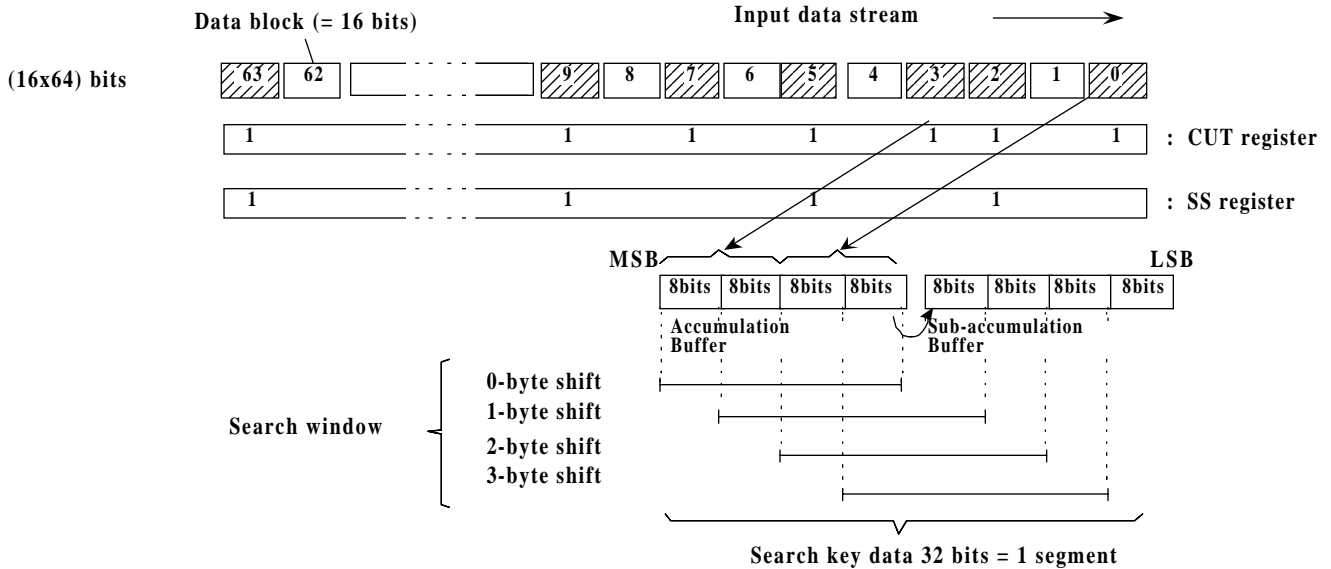 Data block (= 16 bits)
Input data stream
(16x64) bits
63 62 9 8 7 6 5 4 3 2 1 0
1 1 1 1 1 1 1 : CUT register
1 1 1 1 : SS register
MSB LSB
8bits 8bits 8bits 8bits 8bits 8bits 8bits 8bits
Accumulation
Buffer
Sub-accumulation
Buffer
0-byte shift
1-byte shift
Search window
2-byte shift
3-byte shift
Search key data 32 bits = 1 segment